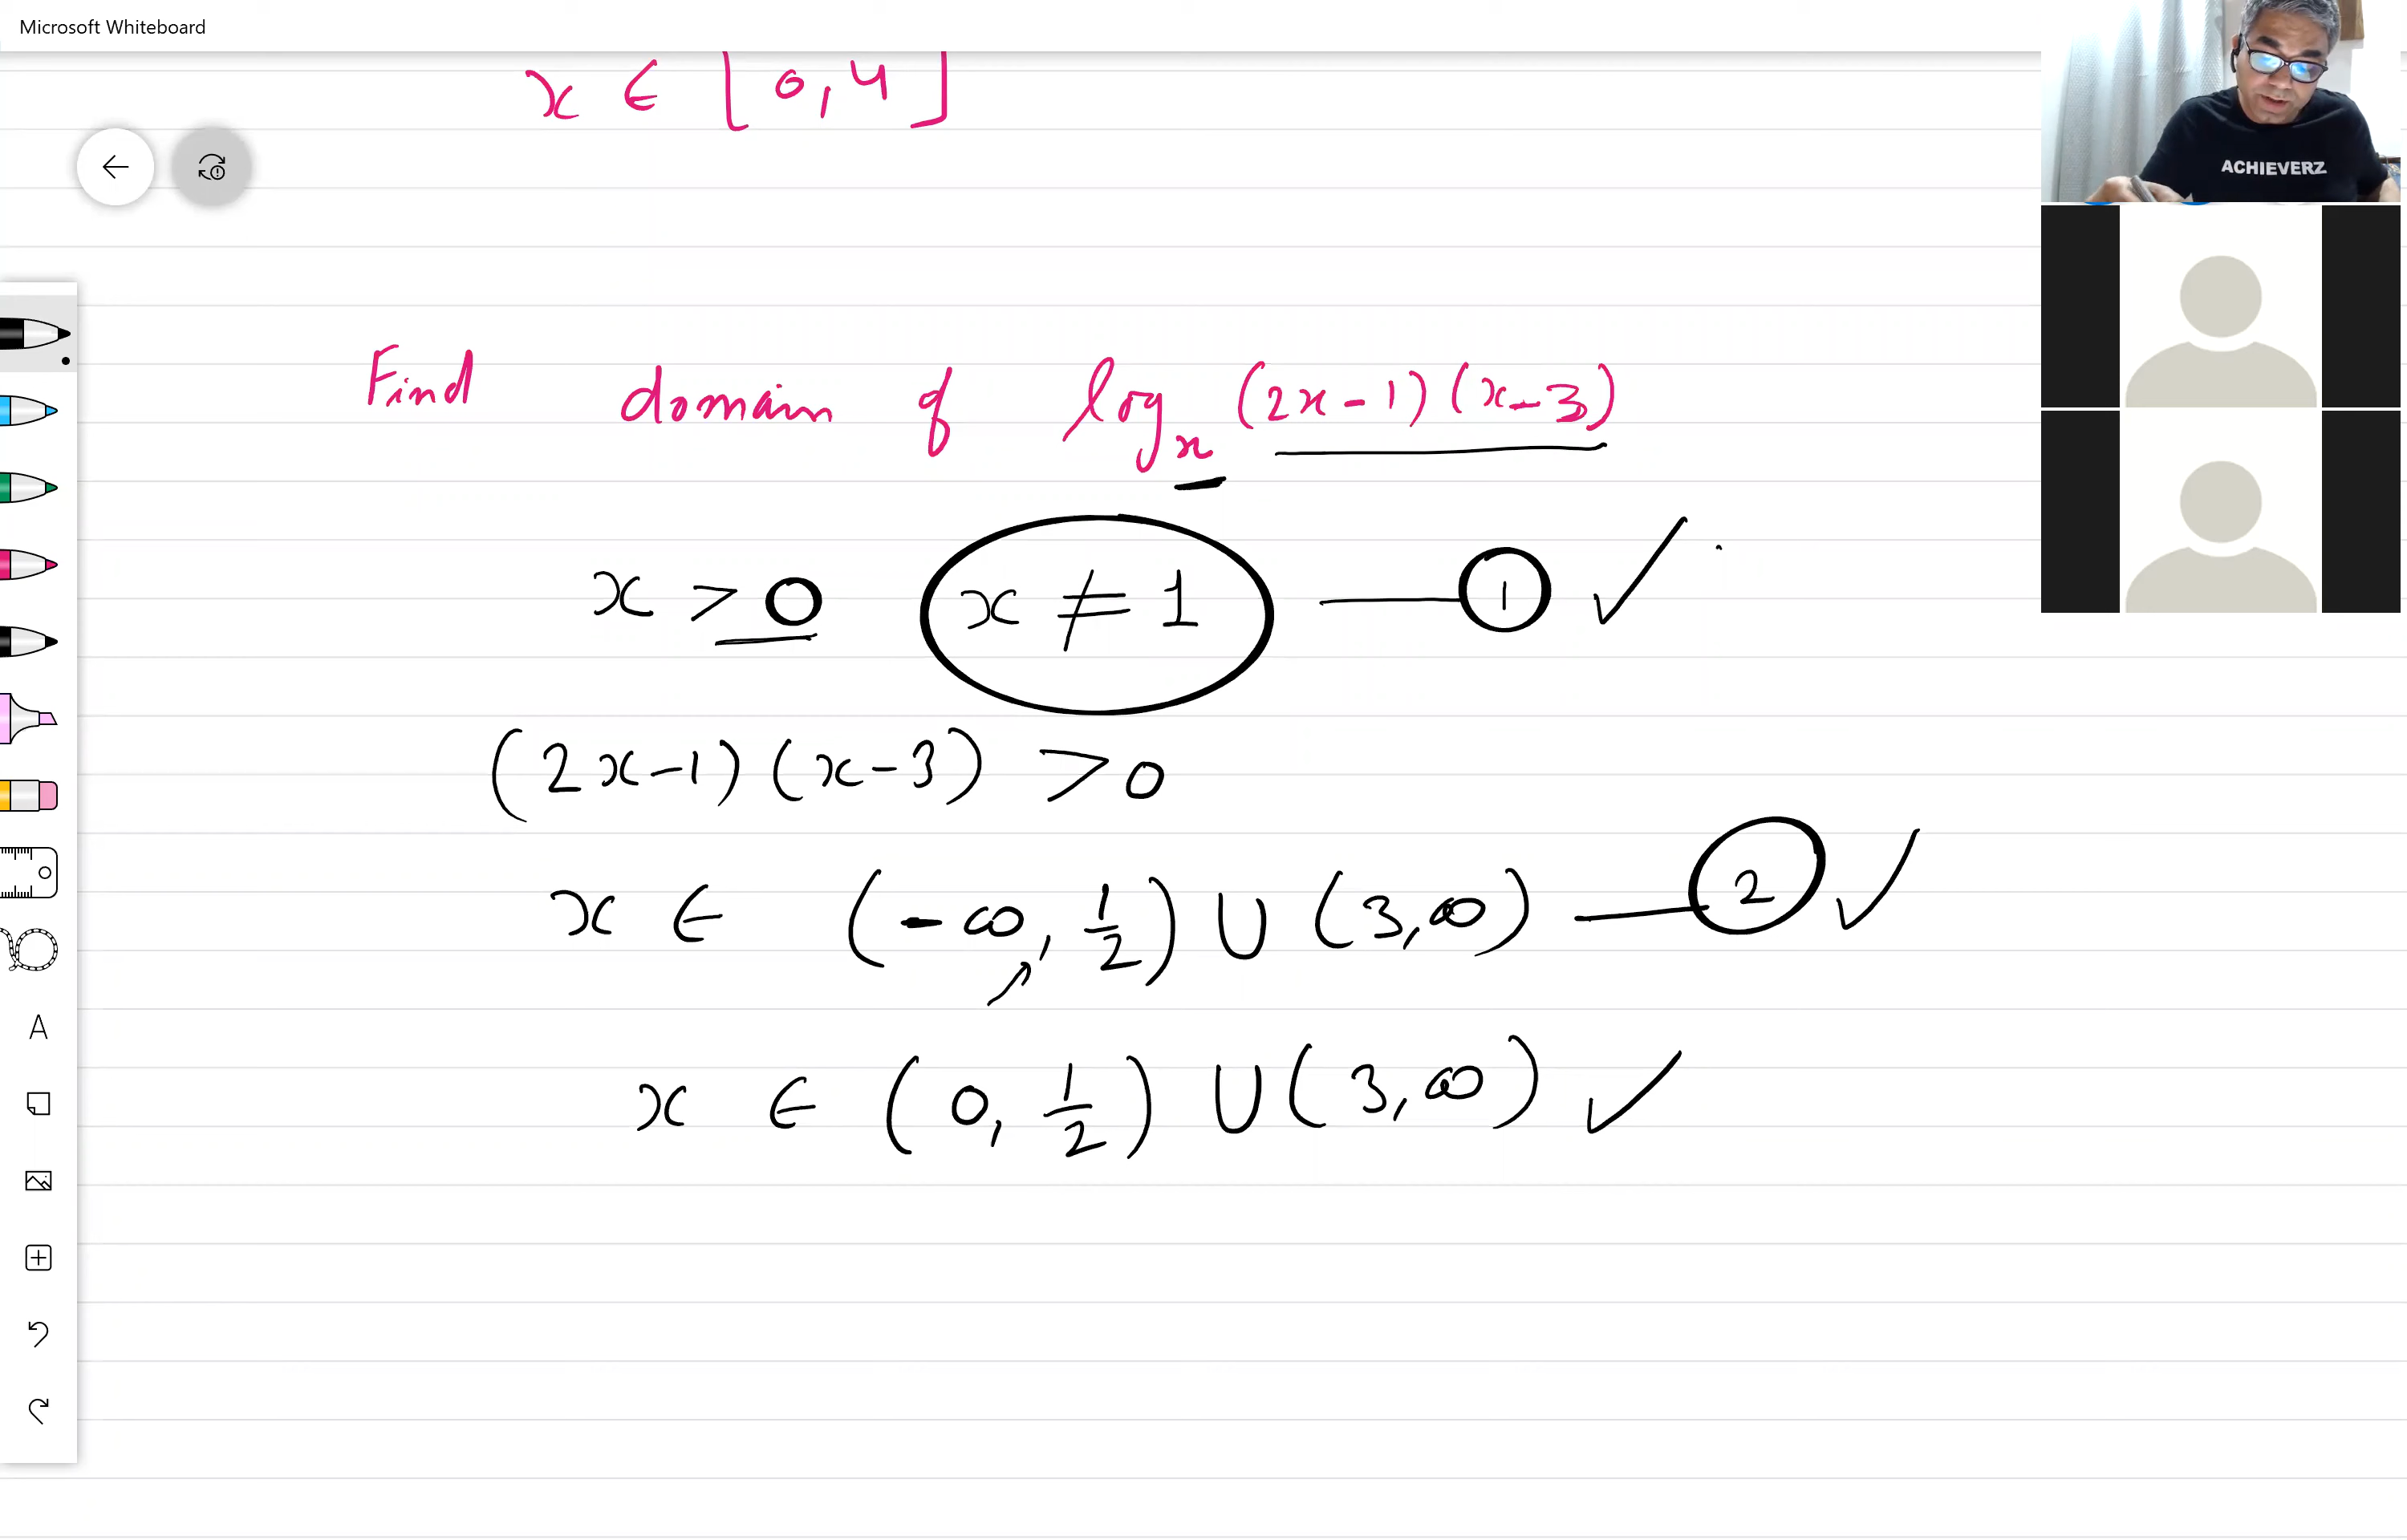 Microsoft Whiteboard
x ∈ [0,4]
ACHIEVERZ
Find domain of log_x (2x-1)(x-3)
x > 0 x ≠ 1 — 1 ✓
(2x-1)(x-3) > 0
x ∈ (-∞, 1/2) ∪ (3,∞) — 2 ✓
x ∈ (0, 1/2) ∪ (3,∞) ✓
A